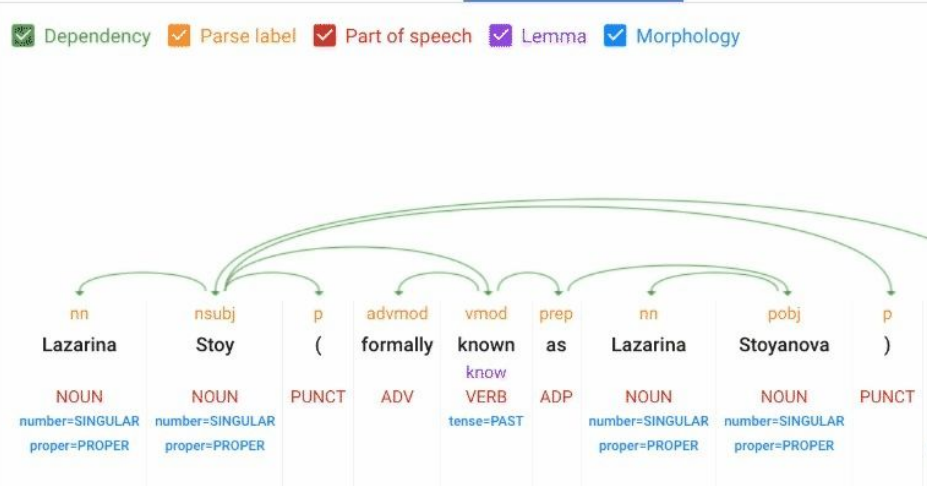 Dependency Parse label Part of speech Lemma Morphology
nn nsubj p advmod vmod prep nn pobj p
Lazarina Stoy ( formally known as Lazarina Stoyanova )
know
NOUN NOUN PUNCT ADV VERB ADP NOUN NOUN PUNCT
number=SINGULAR number=SINGULAR tense=PAST number=SINGULAR number=SINGULAR
proper=PROPER proper=PROPER proper=PROPER proper=PROPER